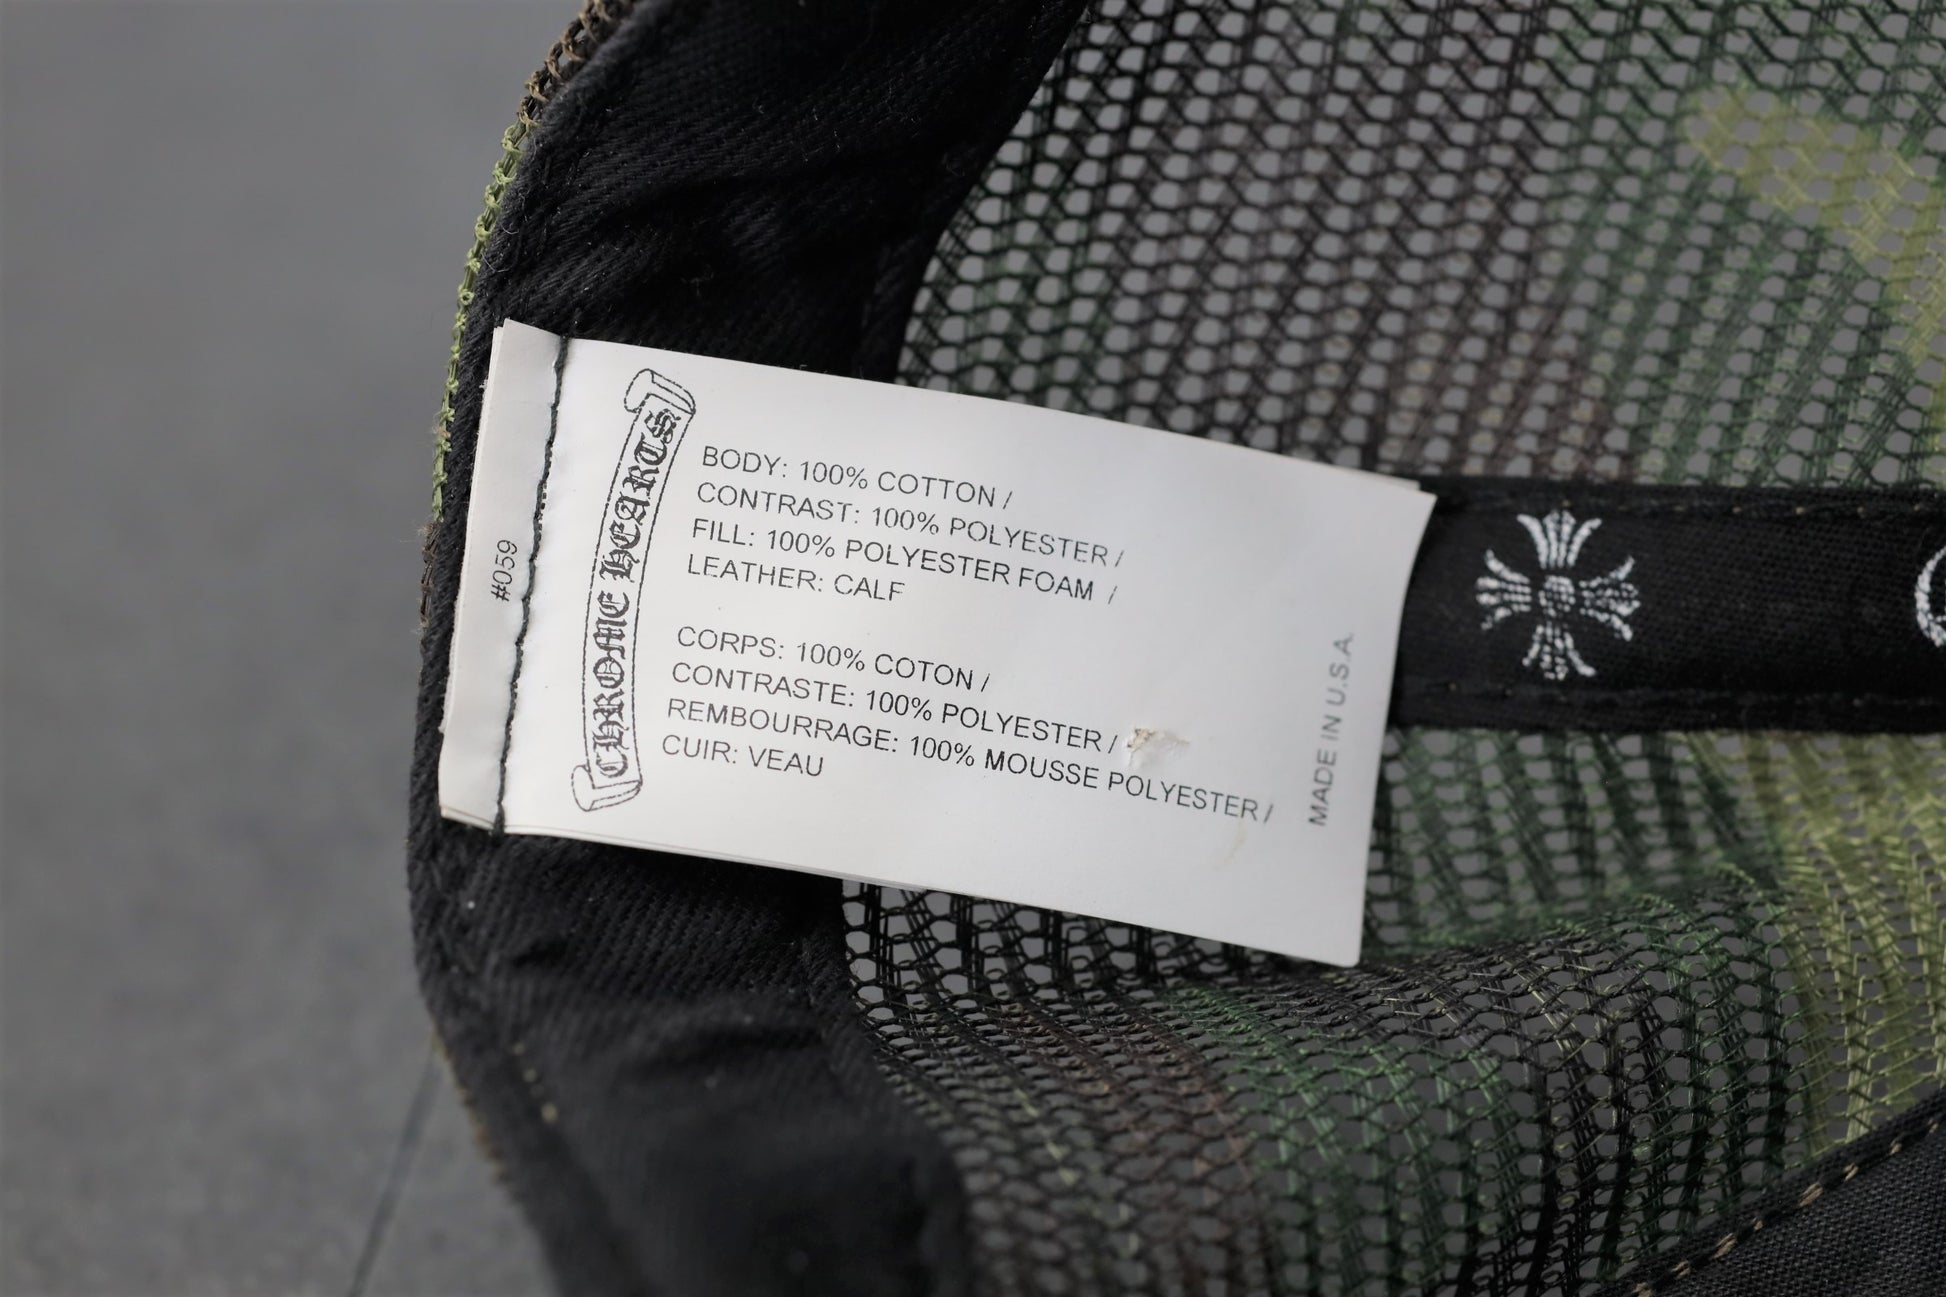 #059
CHROME HEARTS
BODY: 100% COTTON /
CONTRAST: 100% POLYESTER /
FILL: 100% POLYESTER FOAM /
LEATHER: CALF
CORPS: 100% COTON /
CONTRASTE: 100% POLYESTER /
REMBOURRAGE: 100% MOUSSE POLYESTER /
CUIR: VEAU
MADE IN U.S.A.